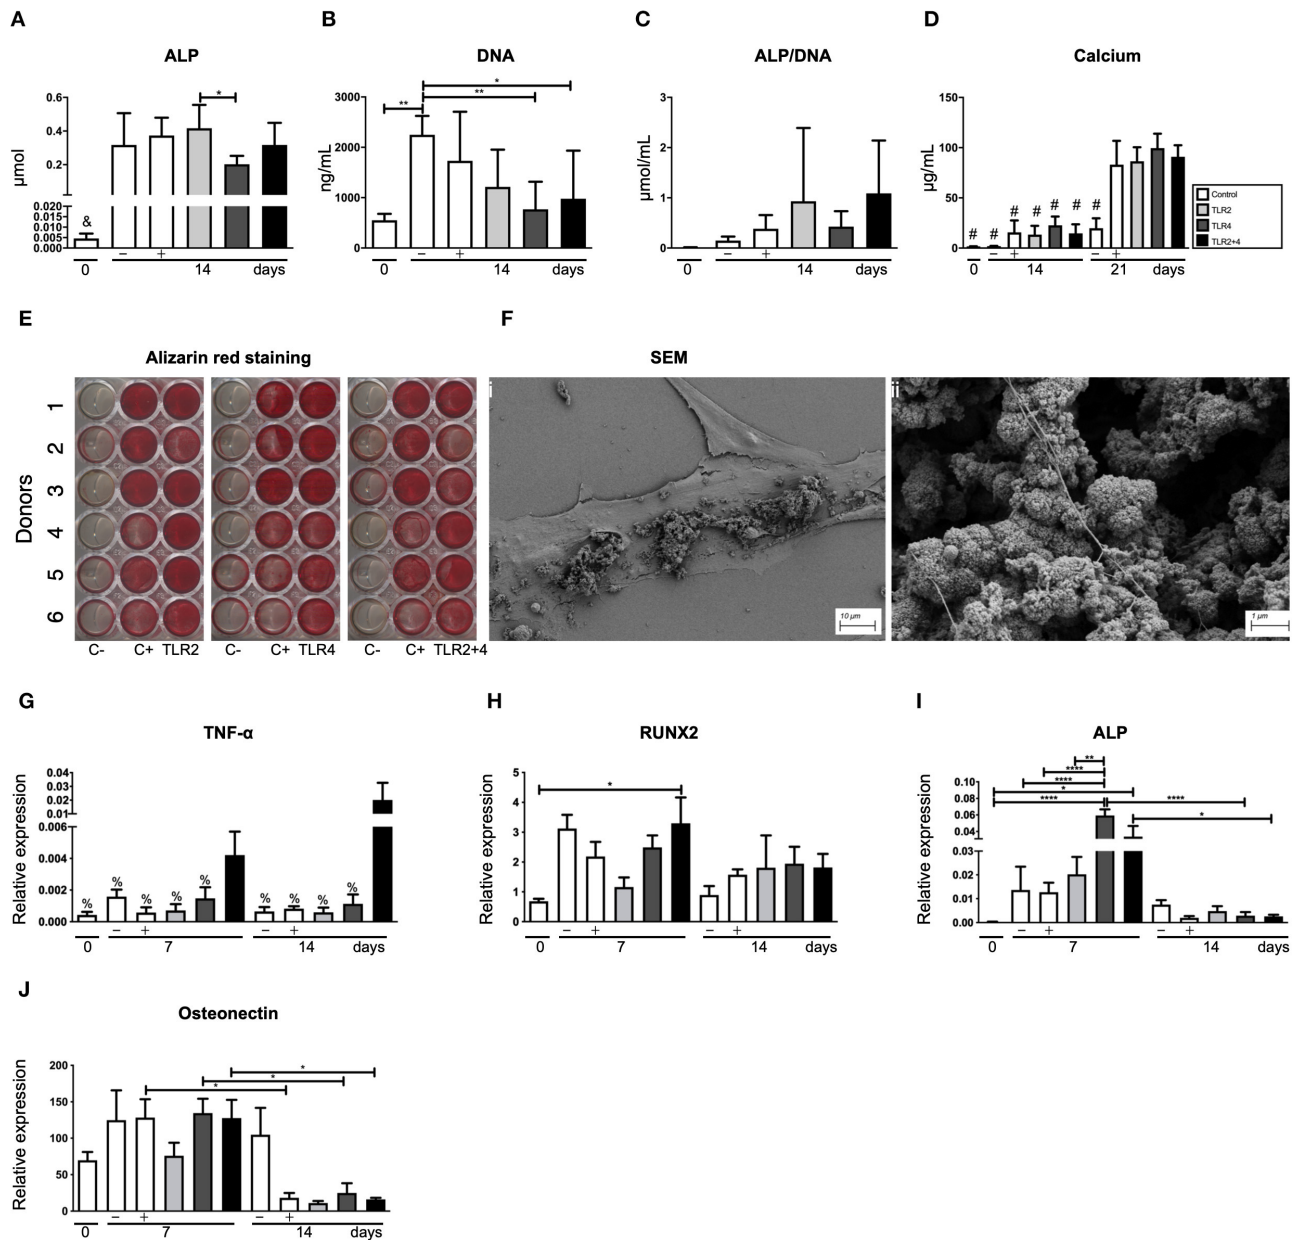 A
B
C
D
ALP
DNA
ALP/DNA
Calcium
µmol
0.6
0.4
0.2
0.020
0.015
0.010
0.005
0.000
&
*
0
−
+
14
days
ng/mL
3000
2000
1000
0
**
**
*
0
−
+
14
days
µmol/mL
3
2
1
0
0
−
+
14
days
µg/mL
150
100
50
0
# # # # # # #
0
−
+
14
−
+
21
days
Control
TLR2
TLR4
TLR2+4
E
F
Alizarin red staining
SEM
Donors
1
2
3
4
5
6
C- C+ TLR2
C- C+ TLR4
C- C+ TLR2+4
i
10 µm
ii
1 µm
G
H
I
TNF-α
RUNX2
ALP
Relative expression
0.04
0.03
0.02
0.01
0.006
0.004
0.002
0.000
% % % % % % % % %
0
−
+
7
−
+
14
days
Relative expression
5
4
3
2
1
0
*
0
−
+
7
−
+
14
days
Relative expression
0.10
0.08
0.06
0.04
0.03
0.02
0.01
0.00
**
****
****
*
**** ****
*
0
−
+
7
−
+
14
days
J
Osteonectin
Relative expression
200
150
100
50
0
*
*
*
0
−
+
7
−
+
14
days